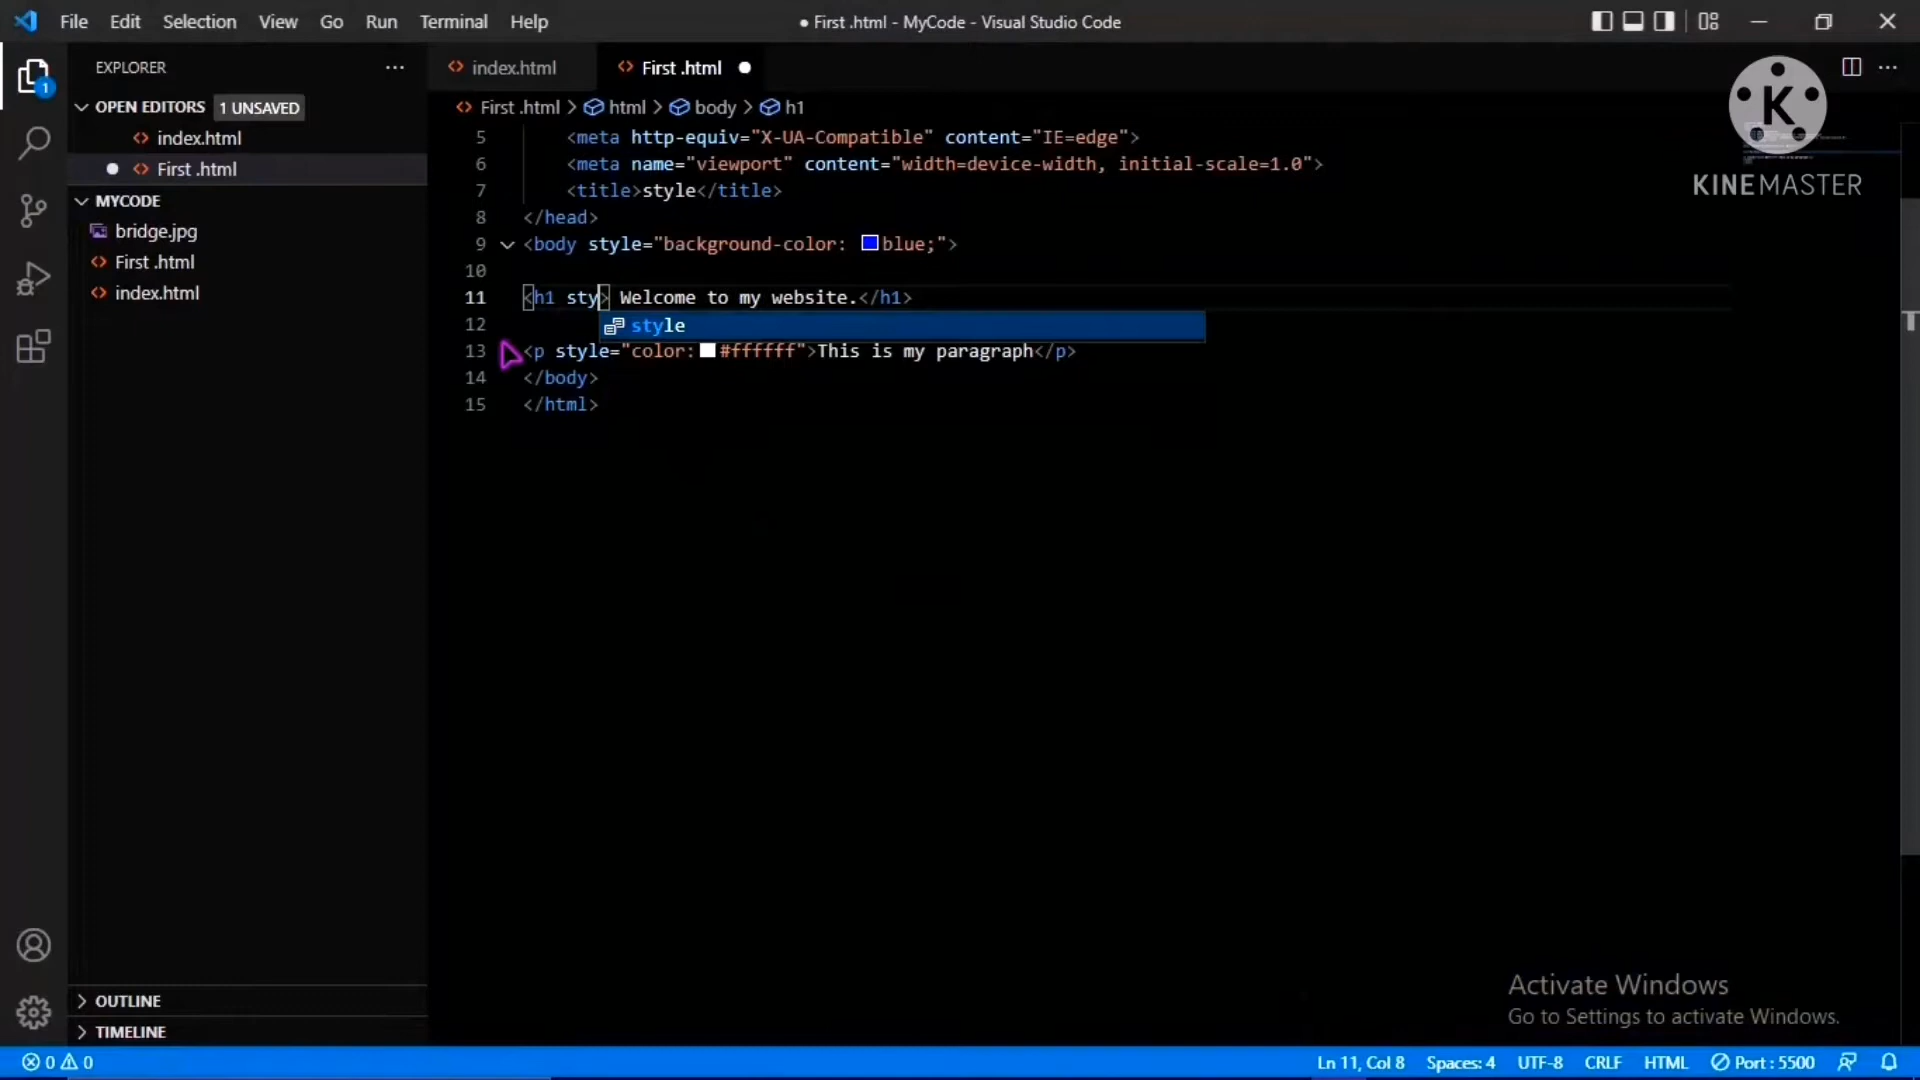 File Edit Selection View Go Run Terminal Help
● First .html - MyCode - Visual Studio Code
EXPLORER
OPEN EDITORS 1 UNSAVED
index.html
First .html
MYCODE
bridge.jpg
First .html
index.html
OUTLINE
TIMELINE
1
index.html First .html
First .html > html > body > h1
5 <meta http-equiv="X-UA-Compatible" content="IE=edge">
6 <meta name="viewport" content="width=device-width, initial-scale=1.0">
7 <title>style</title>
8 </head>
9 <body style="background-color: blue;">
10
11 <h1 sty> Welcome to my website.</h1>
12
style
13 <p style="color: #ffffff">This is my paragraph</p>
14 </body>
15 </html>
K
KINEMASTER
T
Activate Windows
Go to Settings to activate Windows.
0 0
Ln 11, Col 8 Spaces: 4 UTF-8 CRLF HTML Port : 5500